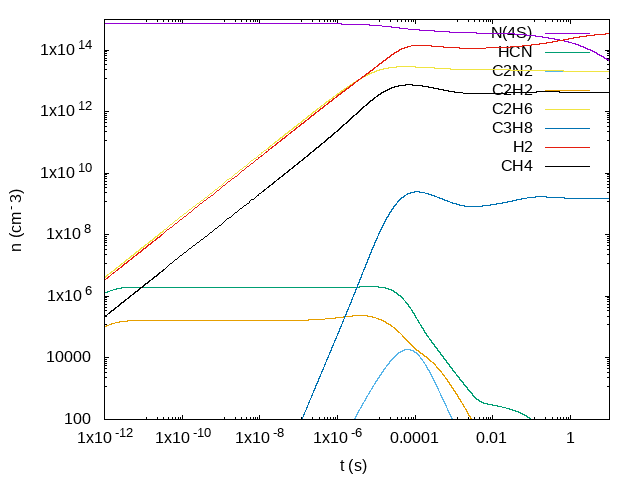 1x10^14
1x10^12
1x10^10
1x10^8
1x10^6
10000
100
n (cm^-3)
N(4S)
HCN
C2N2
C2H2
C2H6
C3H8
H2
CH4
1x10^-12 1x10^-10 1x10^-8 1x10^-6 0.0001 0.01 1
t (s)